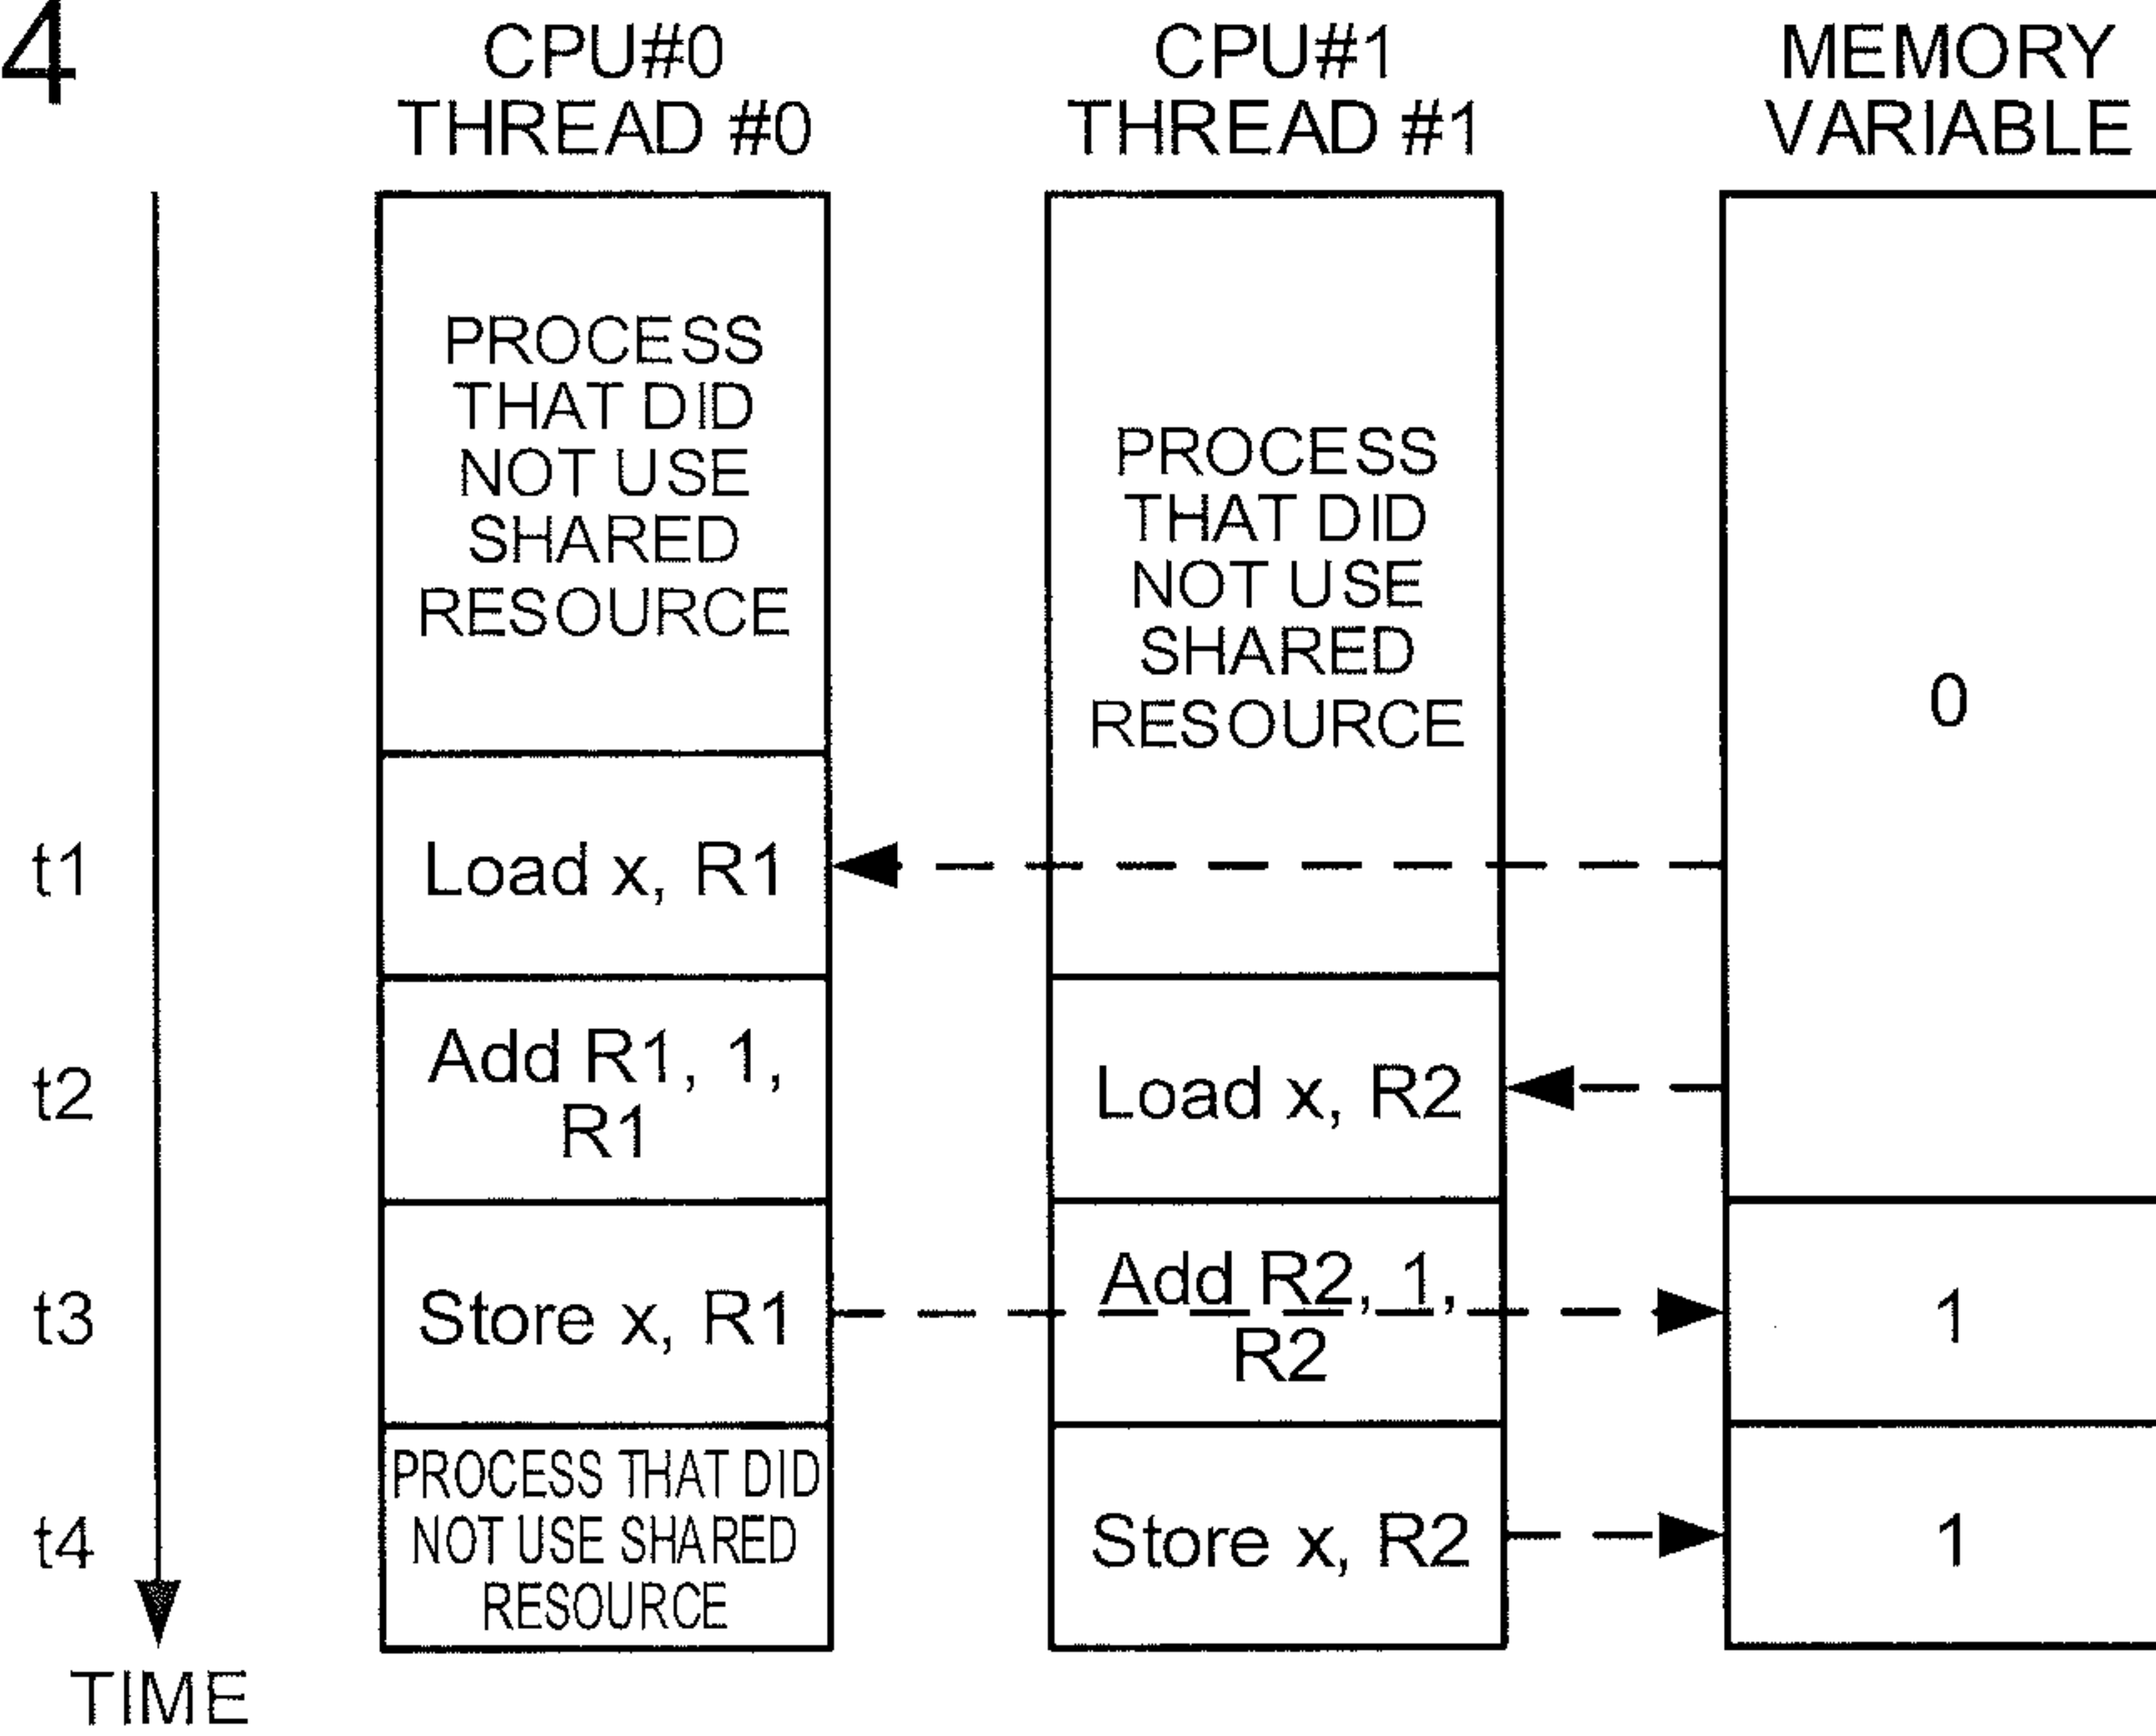 4
CPU#0
THREAD #0
CPU#1
THREAD #1
MEMORY
VARIABLE
PROCESS
THAT DID
NOT USE
SHARED
RESOURCE
PROCESS
THAT DID
NOT USE
SHARED
RESOURCE
0
t1
Load x, R1
t2
Add R1, 1,
R1
Load x, R2
t3
Store x, R1
Add R2, 1,
R2
1
t4
PROCESS THAT DID
NOT USE SHARED
RESOURCE
Store x, R2
1
TIME